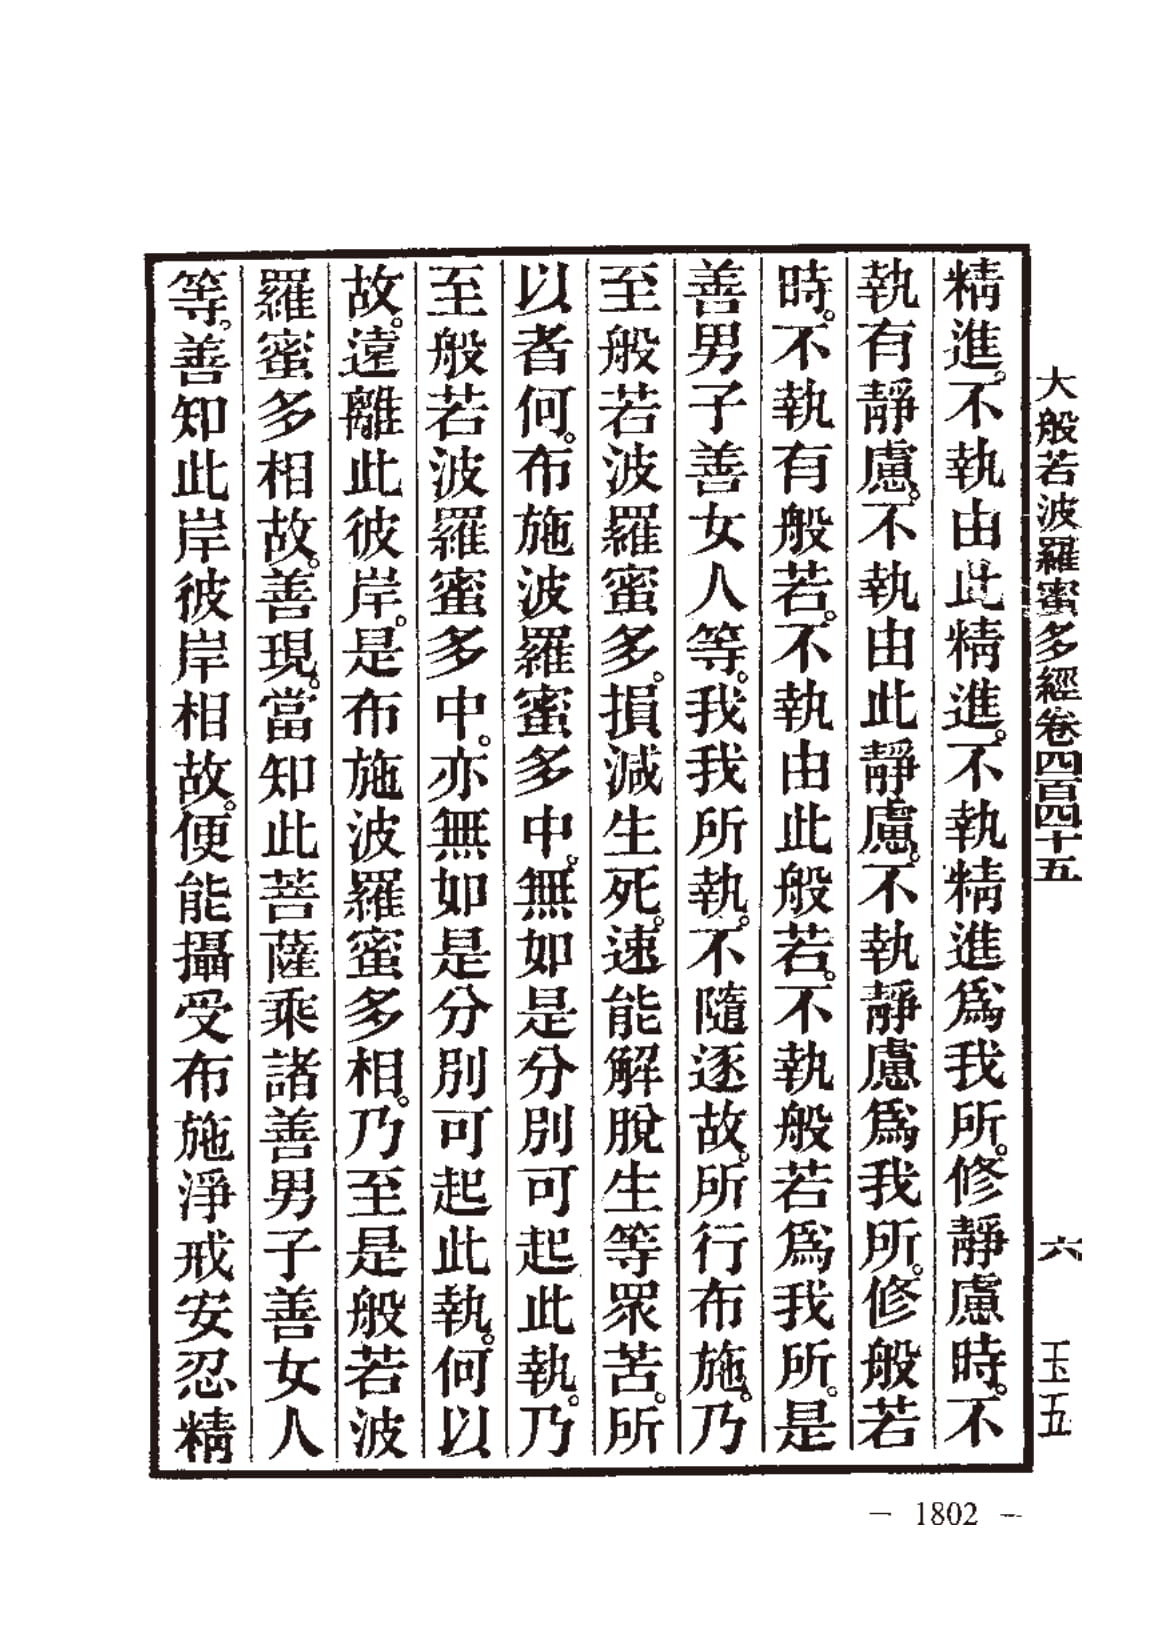 大般若波羅蜜多經卷四百四十五　六　玉五
精進。不執由此精進。不執精進爲我所。修靜慮時。不
執有靜慮。不執由此靜慮。不執靜慮爲我所。修般若
時。不執有般若。不執由此般若。不執般若爲我所。是
善男子善女人等。我我所執。不隨逐故。所行布施。乃
至般若波羅蜜多。損減生死。速能解脫生等眾苦。所
以者何。布施波羅蜜多中。無如是分別可起此執。乃
至般若波羅蜜多中。亦無如是分別可起此執。何以
故。遠離此彼岸。是布施波羅蜜多相。乃至是般若波
羅蜜多相故。善現。當知此菩薩乘諸善男子善女人
等。善知此岸彼岸相故。便能攝受布施淨戒安忍精
— 1802 —